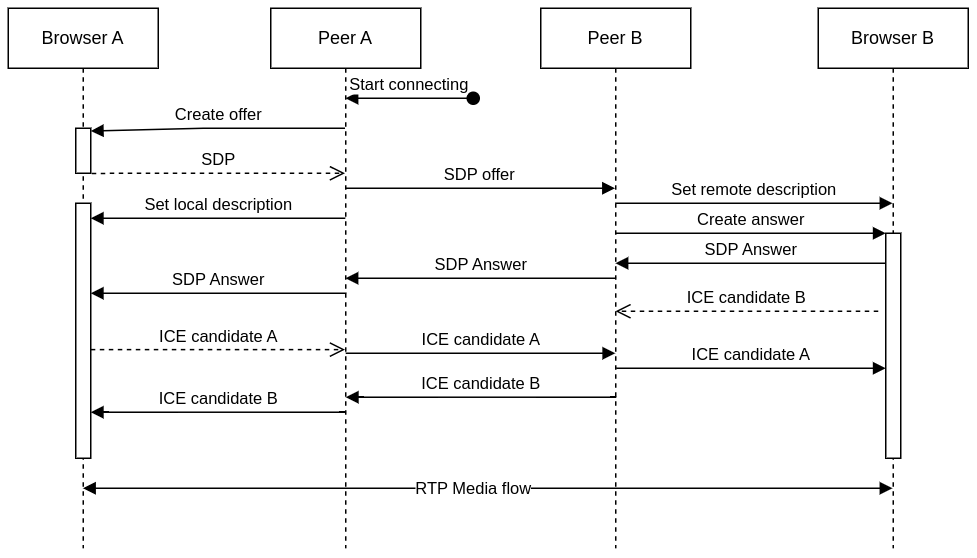 Browser A
Peer A
Peer B
Browser B
Start connecting
Create offer
SDP
SDP offer
Set remote description
Set local description
Create answer
SDP Answer
SDP Answer
SDP Answer
ICE candidate B
ICE candidate A
ICE candidate A
ICE candidate A
ICE candidate B
ICE candidate B
RTP Media flow